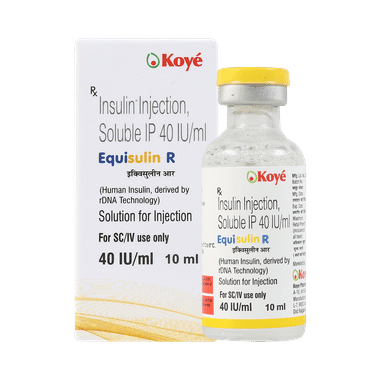 Koyé
Rx
Insulin Injection,
Soluble IP 40 IU/ml
Equisulin R
इक्विसुलीन आर
(Human Insulin, derived by
rDNA Technology)
Solution for Injection
For SC/IV use only
40 IU/ml 10 ml
Koyé
Rx
Insulin Injection,
Soluble IP 40 IU/ml
Equisulin R
इक्विसुलीन आर
(Human Insulin, derived by
rDNA Technology)
Solution for Injection
For SC/IV use only
40 IU/ml 10 ml